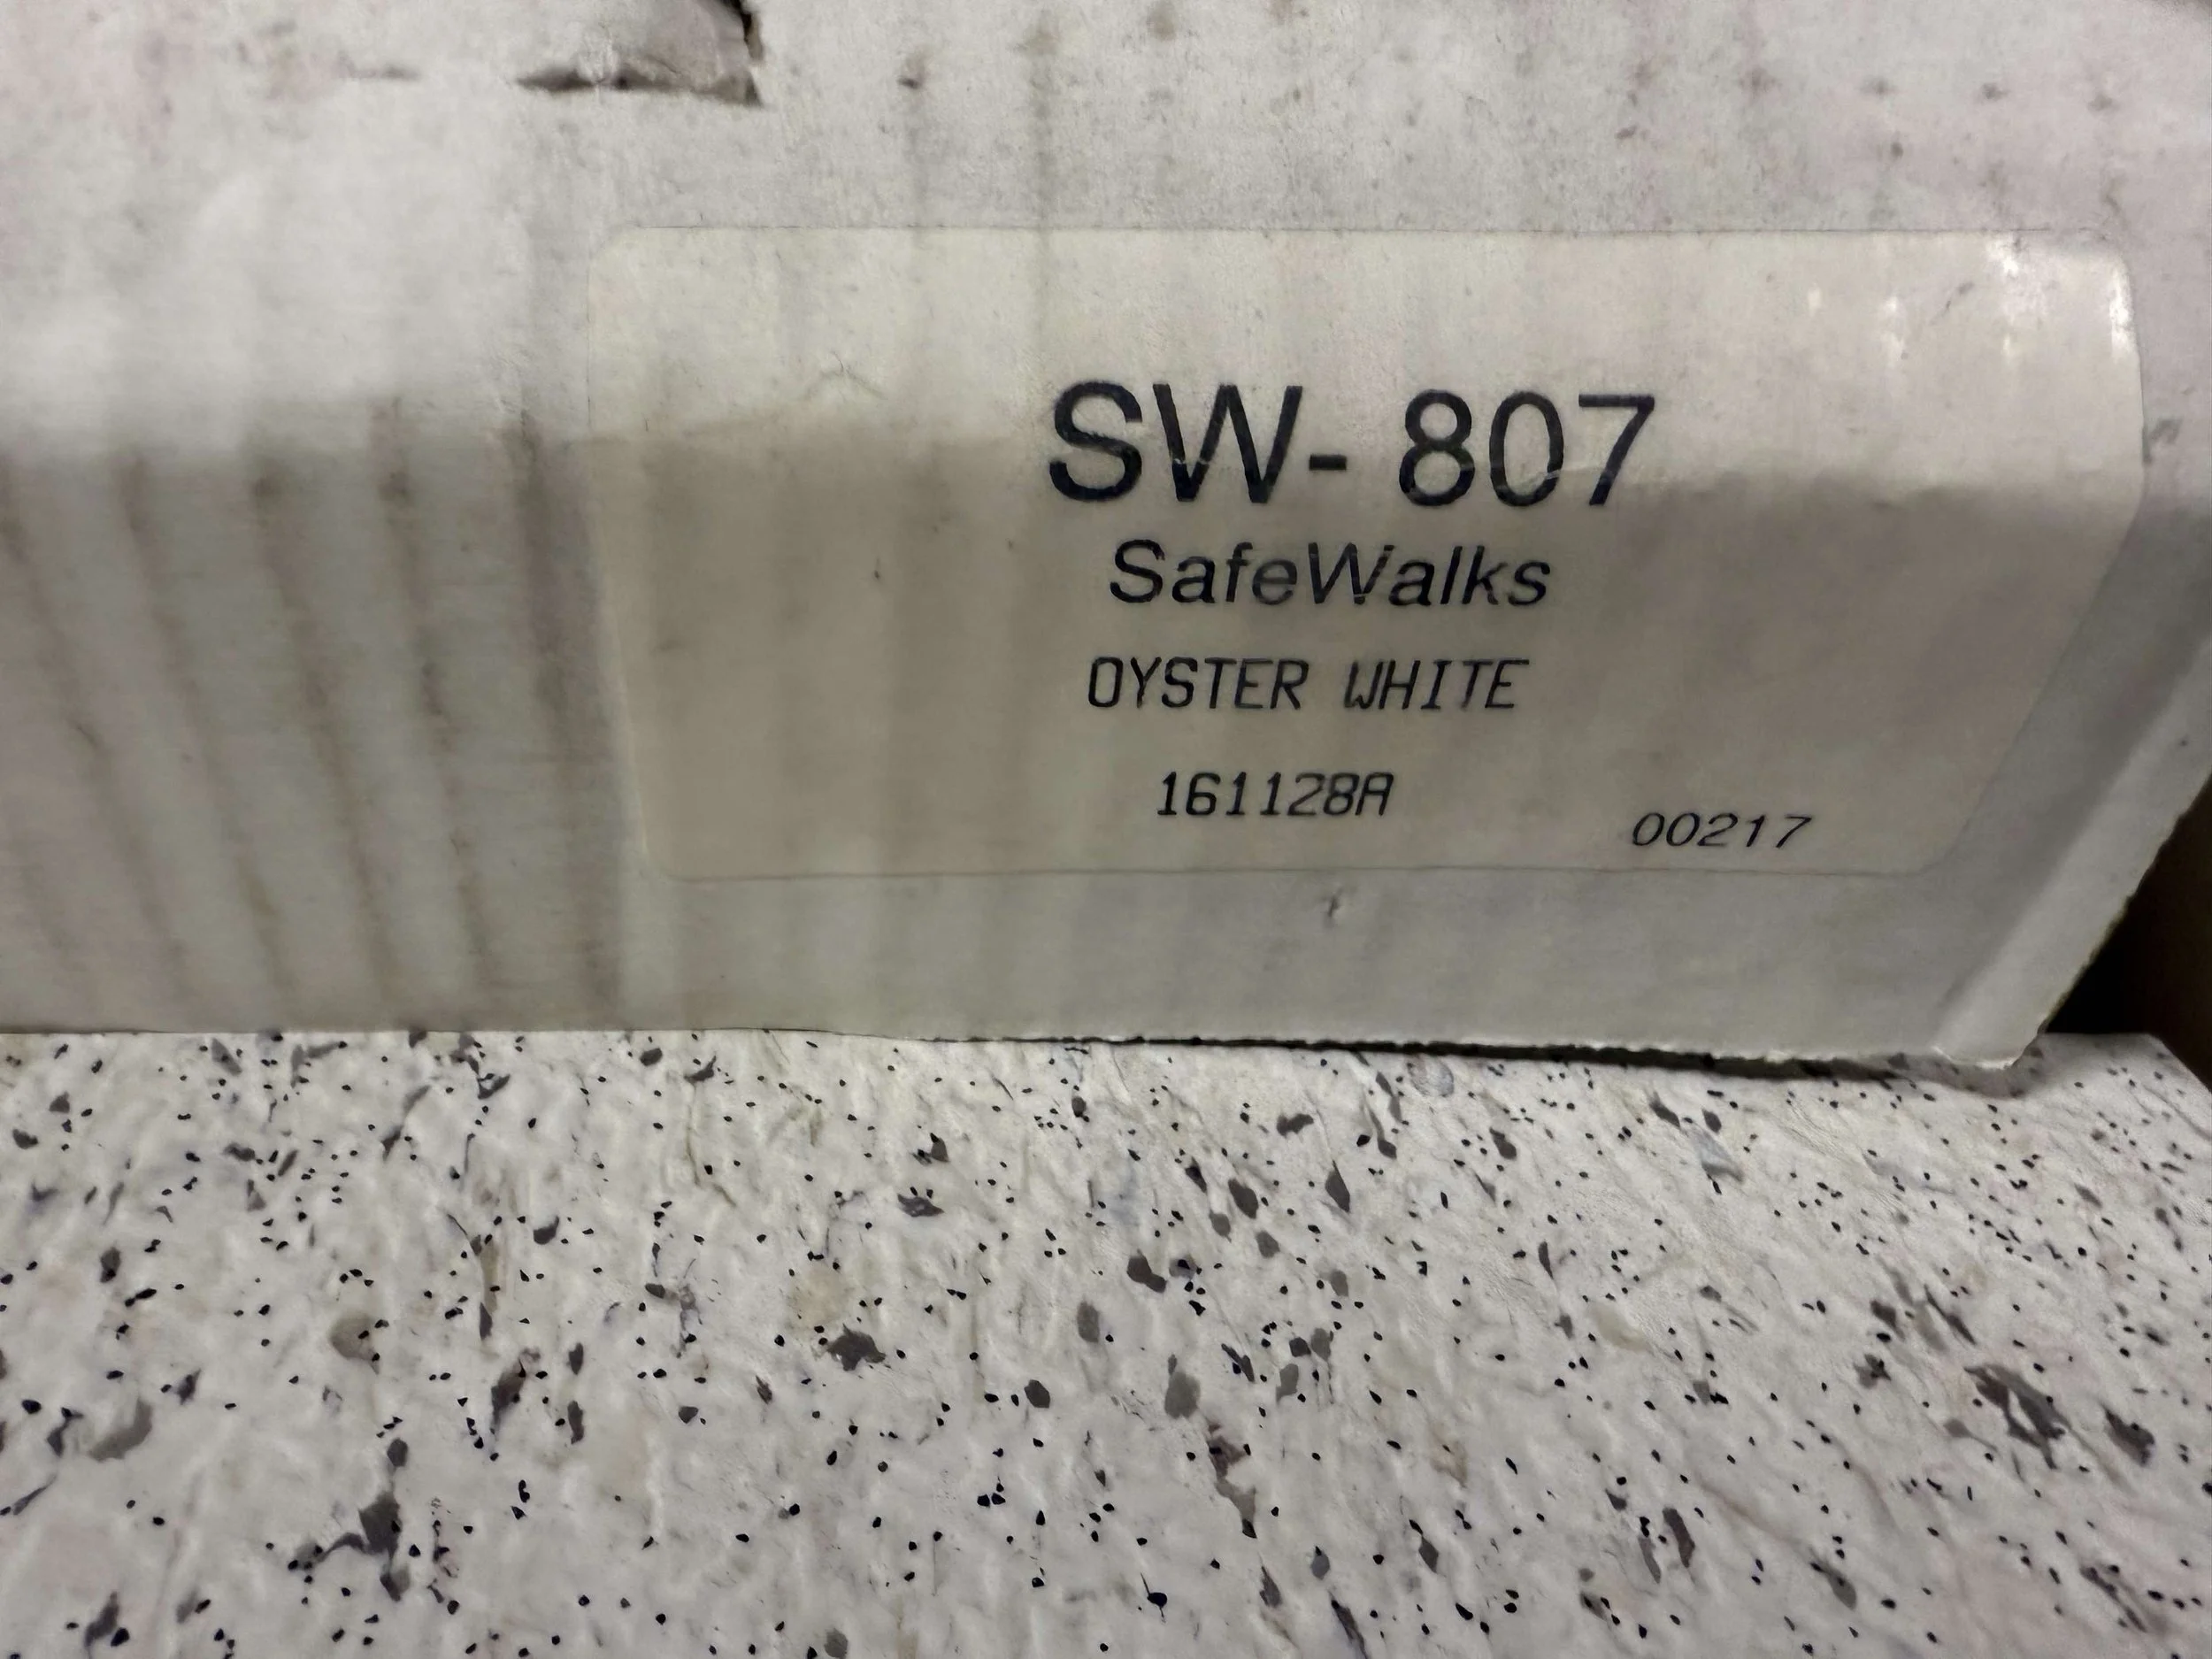 SW- 807
SafeWalks
OYSTER WHITE
161128A
00217